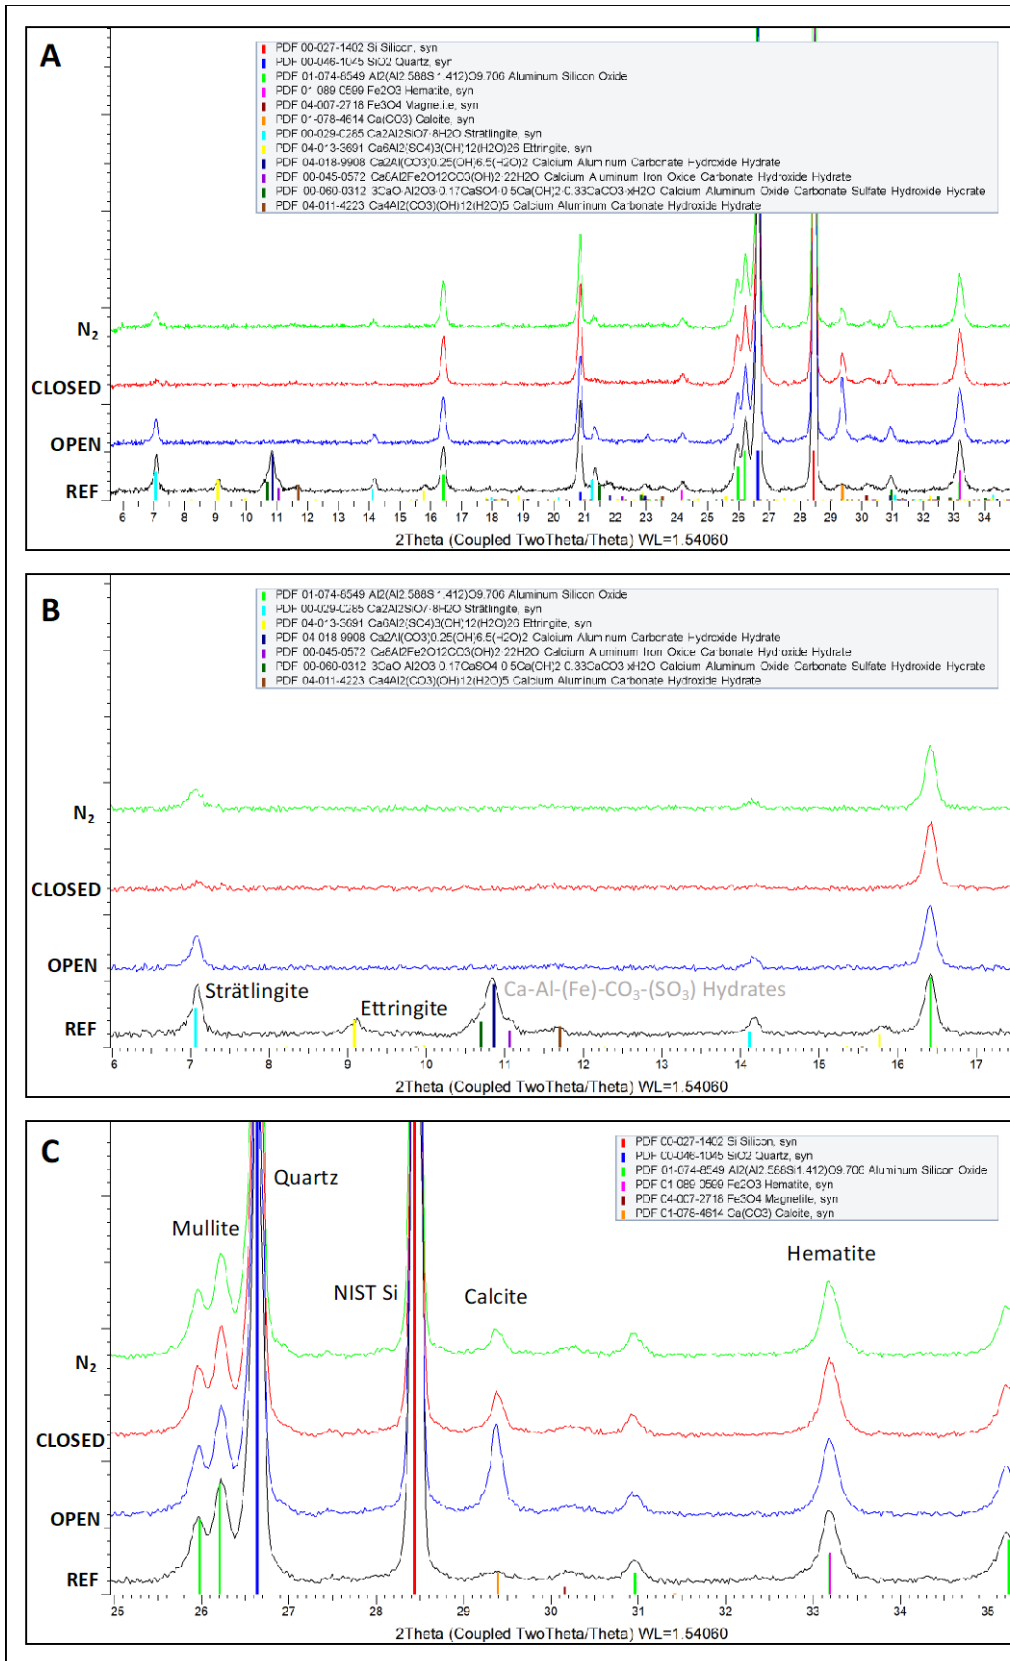 A
PDF 00-027-1402 Si Silicon, syn
PDF 00-046-1045 SiO2 Quartz, syn
PDF 01-074-8549 Al2(Al2.588Si1.412)O9.706 Aluminum Silicon Oxide
PDF 01-089-0599 Fe2O3 Hematite, syn
PDF 04-007-2718 Fe3O4 Magnetite, syn
PDF 01-078-4614 Ca(CO3) Calcite, syn
PDF 00-029-0285 Ca2Al2SiO7·8H2O Strätlingite, syn
PDF 04-013-3691 Ca6Al2(SO4)3(OH)12(H2O)26 Ettringite, syn
PDF 04-018-9908 Ca2Al(CO3)0.25(OH)6.5(H2O)2 Calcium Aluminum Carbonate Hydroxide Hydrate
PDF 00-045-0572 Ca8Al2Fe2O12CO3(OH)2·22H2O Calcium Aluminum Iron Oxide Carbonate Hydroxide Hydrate
PDF 00-060-0312 3CaO·Al2O3·0.17CaSO4·0.5Ca(OH)2·0.33CaCO3·xH2O Calcium Aluminum Oxide Carbonate Sulfate Hydroxide Hydrate
PDF 04-011-4223 Ca4Al2(CO3)(OH)12(H2O)5 Calcium Aluminum Carbonate Hydroxide Hydrate
N2
CLOSED
OPEN
REF
6 7 8 9 10 11 12 13 14 15 16 17 18 19 20 21 22 23 24 25 26 27 28 29 30 31 32 33 34
2Theta (Coupled TwoTheta/Theta) WL=1.54060
B
PDF 01-074-8549 Al2(Al2.588Si1.412)O9.706 Aluminum Silicon Oxide
PDF 00-029-0285 Ca2Al2SiO7·8H2O Strätlingite, syn
PDF 04-013-3691 Ca6Al2(SO4)3(OH)12(H2O)26 Ettringite, syn
PDF 04-018-9908 Ca2Al(CO3)0.25(OH)6.5(H2O)2 Calcium Aluminum Carbonate Hydroxide Hydrate
PDF 00-045-0572 Ca8Al2Fe2O12CO3(OH)2·22H2O Calcium Aluminum Iron Oxide Carbonate Hydroxide Hydrate
PDF 00-060-0312 3CaO·Al2O3·0.17CaSO4·0.5Ca(OH)2·0.33CaCO3·xH2O Calcium Aluminum Oxide Carbonate Sulfate Hydroxide Hydrate
PDF 04-011-4223 Ca4Al2(CO3)(OH)12(H2O)5 Calcium Aluminum Carbonate Hydroxide Hydrate
N2
CLOSED
OPEN
Strätlingite
Ettringite
Ca-Al-(Fe)-CO3-(SO3) Hydrates
REF
6 7 8 9 10 11 12 13 14 15 16 17
2Theta (Coupled TwoTheta/Theta) WL=1.54060
C
PDF 00-027-1402 Si Silicon, syn
PDF 00-046-1045 SiO2 Quartz, syn
PDF 01-074-8549 Al2(Al2.588Si1.412)O9.706 Aluminum Silicon Oxide
PDF 01-089-0599 Fe2O3 Hematite, syn
PDF 04-007-2718 Fe3O4 Magnetite, syn
PDF 01-078-4614 Ca(CO3) Calcite, syn
Quartz
Mullite
Hematite
NIST Si
Calcite
N2
CLOSED
OPEN
REF
25 26 27 28 29 30 31 32 33 34 35
2Theta (Coupled TwoTheta/Theta) WL=1.54060